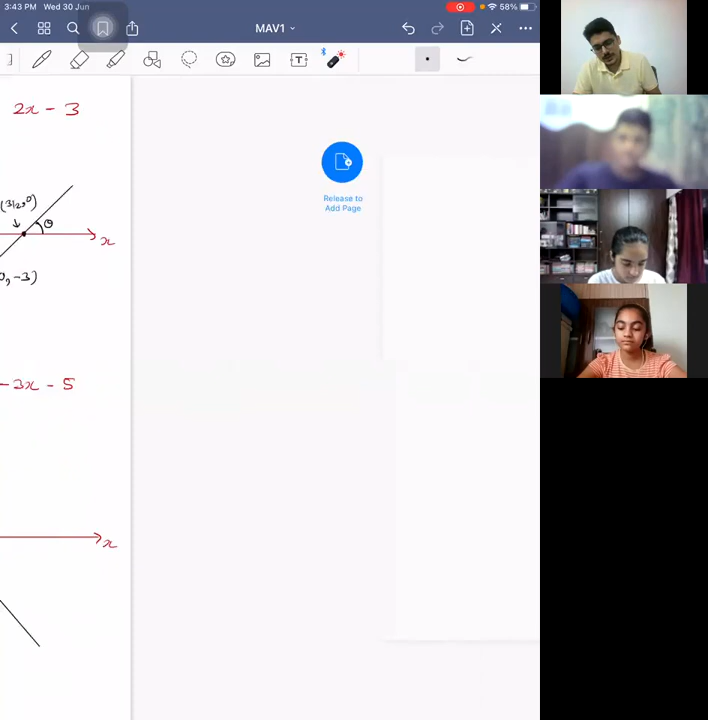 3:43 PM Wed 30 Jun
58%
MAV1
2x - 3
(3/2, 0)
θ
x
0, -3)
Release to
Add Page
- 3x - 5
x